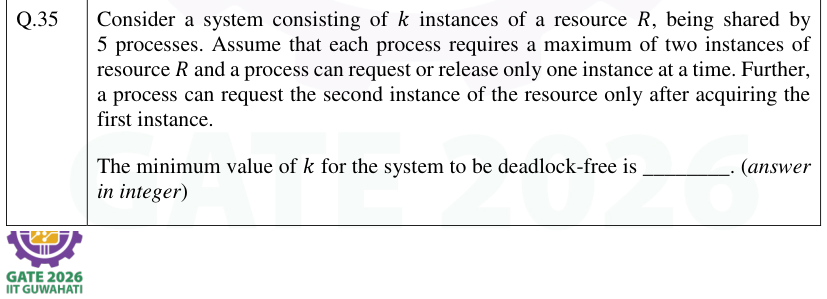 Q.35 Consider a system consisting of k instances of a resource R, being shared by
5 processes. Assume that each process requires a maximum of two instances of
resource R and a process can request or release only one instance at a time. Further,
a process can request the second instance of the resource only after acquiring the
first instance.
The minimum value of k for the system to be deadlock-free is ________. (answer
in integer)
GATE 2026
GATE 2026
IIT GUWAHATI